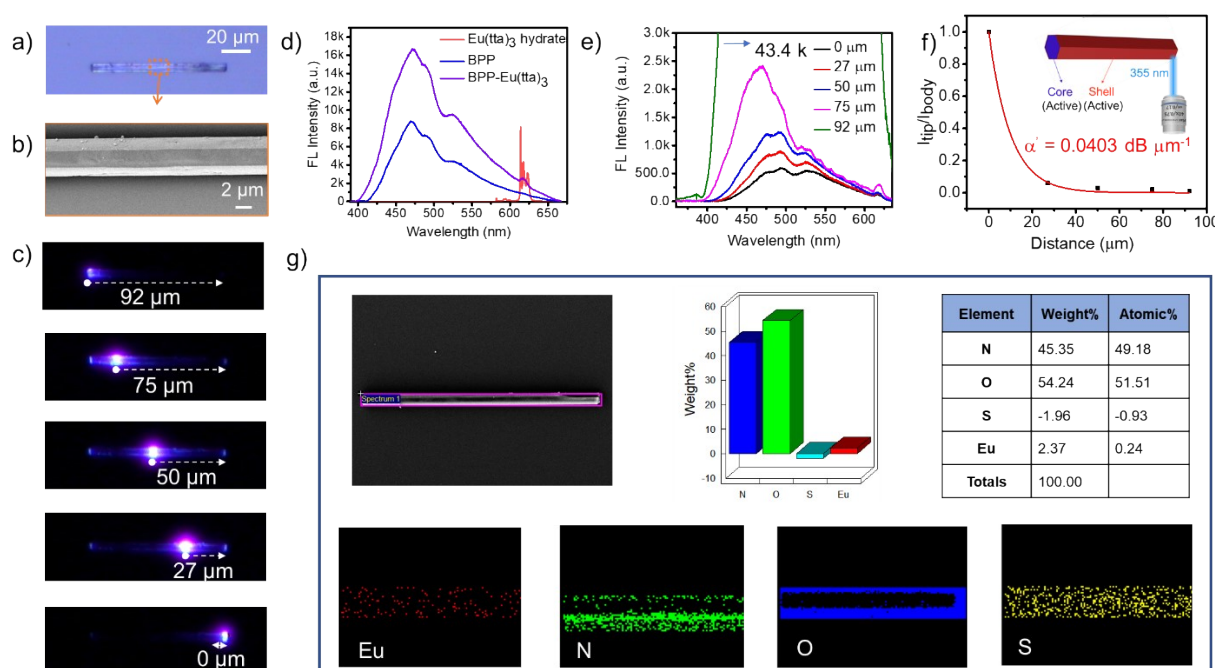 a)
20 µm
b)
2 µm
c)
92 µm
75 µm
50 µm
27 µm
0 µm
d)
18k
16k
14k
12k
10k
8k
6k
4k
2k
0
FL Intensity (a.u.)
400 450 500 550 600 650
Wavelength (nm)
Eu(tta)₃ hydrate
BPP
BPP-Eu(tta)₃
e)
3.0k
2.5k
2.0k
1.5k
1.0k
500.0
0.0
FL Intensity (a.u.)
400 450 500 550 600
Wavelength (nm)
43.4 k
0 µm
27 µm
50 µm
75 µm
92 µm
f)
1.0
0.8
0.6
0.4
0.2
0.0
Itip/Ibody
0 20 40 60 80 100
Distance (µm)
355 nm
Core
(Active)
Shell
(Active)
α' = 0.0403 dB µm⁻¹
g)
Spectrum 1
60
50
40
30
20
10
0
-10
Weight%
N O S Eu
Element Weight% Atomic%
N 45.35 49.18
O 54.24 51.51
S -1.96 -0.93
Eu 2.37 0.24
Totals 100.00
Eu
N
O
S